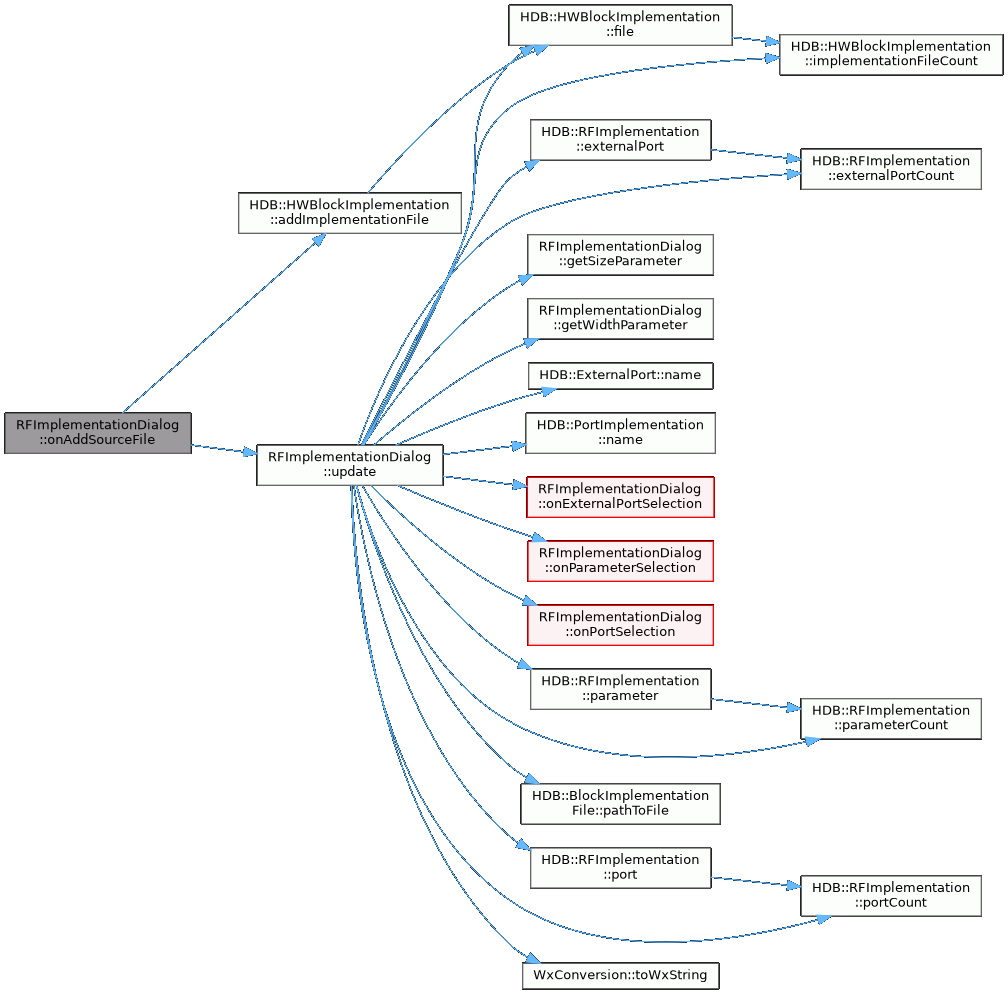 HDB::HWBlockImplementation
::file
HDB::HWBlockImplementation
::implementationFileCount
HDB::RFImplementation
::externalPort
HDB::RFImplementation
::externalPortCount
HDB::HWBlockImplementation
::addImplementationFile
RFImplementationDialog
::getSizeParameter
RFImplementationDialog
::getWidthParameter
HDB::ExternalPort::name
RFImplementationDialog
::onAddSourceFile
HDB::PortImplementation
::name
RFImplementationDialog
::update
RFImplementationDialog
::onExternalPortSelection
RFImplementationDialog
::onParameterSelection
RFImplementationDialog
::onPortSelection
HDB::RFImplementation
::parameter
HDB::RFImplementation
::parameterCount
HDB::BlockImplementation
File::pathToFile
HDB::RFImplementation
::port
HDB::RFImplementation
::portCount
WxConversion::toWxString